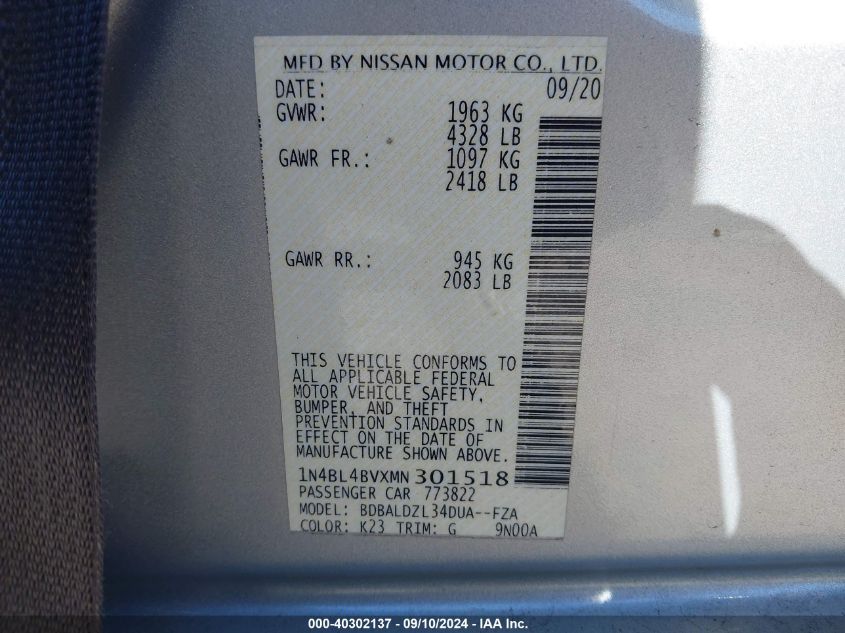 MFD BY NISSAN MOTOR CO., LTD.
DATE: 09/20
GVWR: 1963 KG
4328 LB
GAWR FR.: 1097 KG
2418 LB
GAWR RR.: 945 KG
2083 LB
THIS VEHICLE CONFORMS TO
ALL APPLICABLE FEDERAL
MOTOR VEHICLE SAFETY,
BUMPER, AND THEFT
PREVENTION STANDARDS IN
EFFECT ON THE DATE OF
MANUFACTURE SHOWN ABOVE.
1N4BL4BVXMN301518
PASSENGER CAR 773822
MODEL: BDBALDZL34DUA--FZA
COLOR: K23 TRIM: G 9N00A
000-40302137 - 09/10/2024 - IAA Inc.